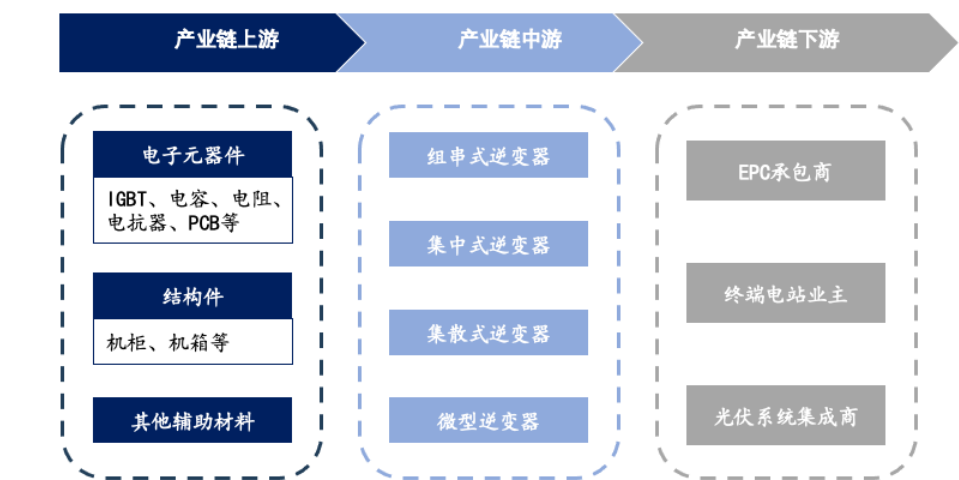 产业链上游
产业链中游
产业链下游
电子元器件
IGBT、电容、电阻、
电抗器、PCB等
结构件
机柜、机箱等
其他辅助材料
组串式逆变器
集中式逆变器
集散式逆变器
微型逆变器
EPC承包商
终端电站业主
光伏系统集成商